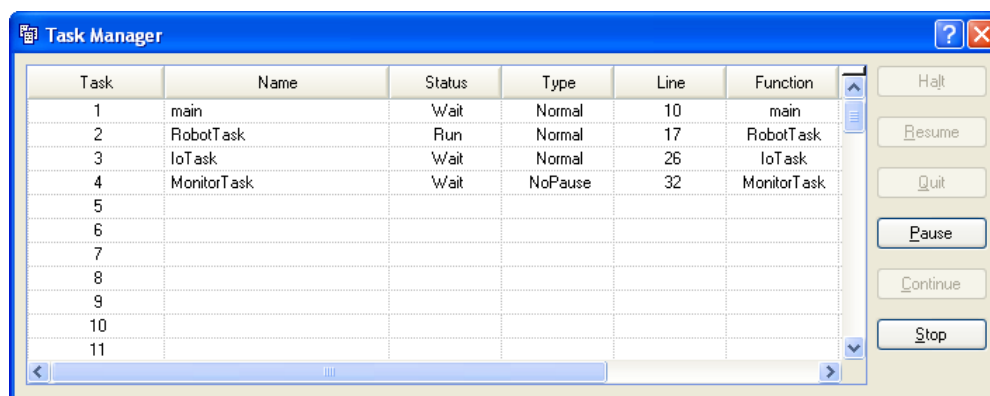 Task Manager
Task Name Status Type Line Function
1 main Wait Normal 10 main
2 RobotTask Run Normal 17 RobotTask
3 IoTask Wait Normal 26 IoTask
4 MonitorTask Wait NoPause 32 MonitorTask
5
6
7
8
9
10
11
Halt
Resume
Quit
Pause
Continue
Stop